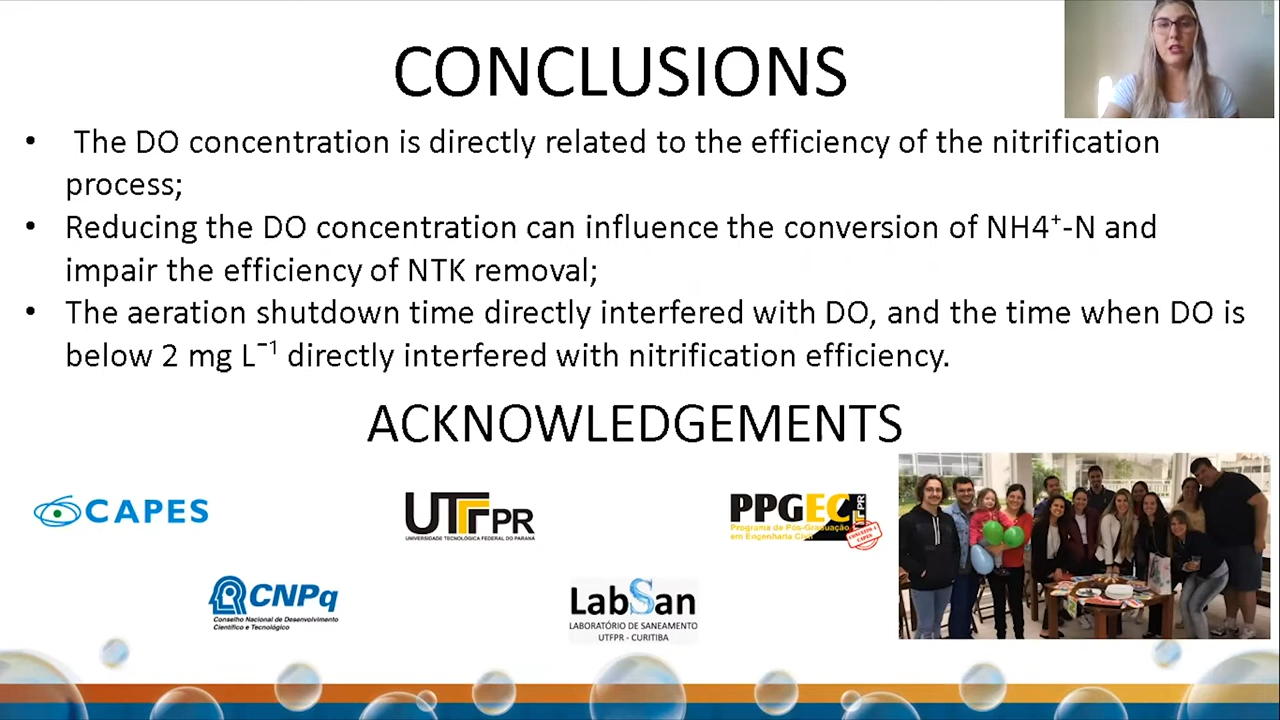 CONCLUSIONS
• The DO concentration is directly related to the efficiency of the nitrification
process;
• Reducing the DO concentration can influence the conversion of NH4⁺-N and
impair the efficiency of NTK removal;
• The aeration shutdown time directly interfered with DO, and the time when DO is
below 2 mg L⁻¹ directly interfered with nitrification efficiency.
ACKNOWLEDGEMENTS
CAPES
UTFPR
UNIVERSIDADE TECNOLÓGICA FEDERAL DO PARANÁ
PPGEC
UTFPR
Programa de Pós-Graduação
em Engenharia Civil
CONCEITO 4
CAPES
CNPq
Conselho Nacional de Desenvolvimento
Científico e Tecnológico
LabSan
LABORATÓRIO DE SANEAMENTO
UTFPR - CURITIBA